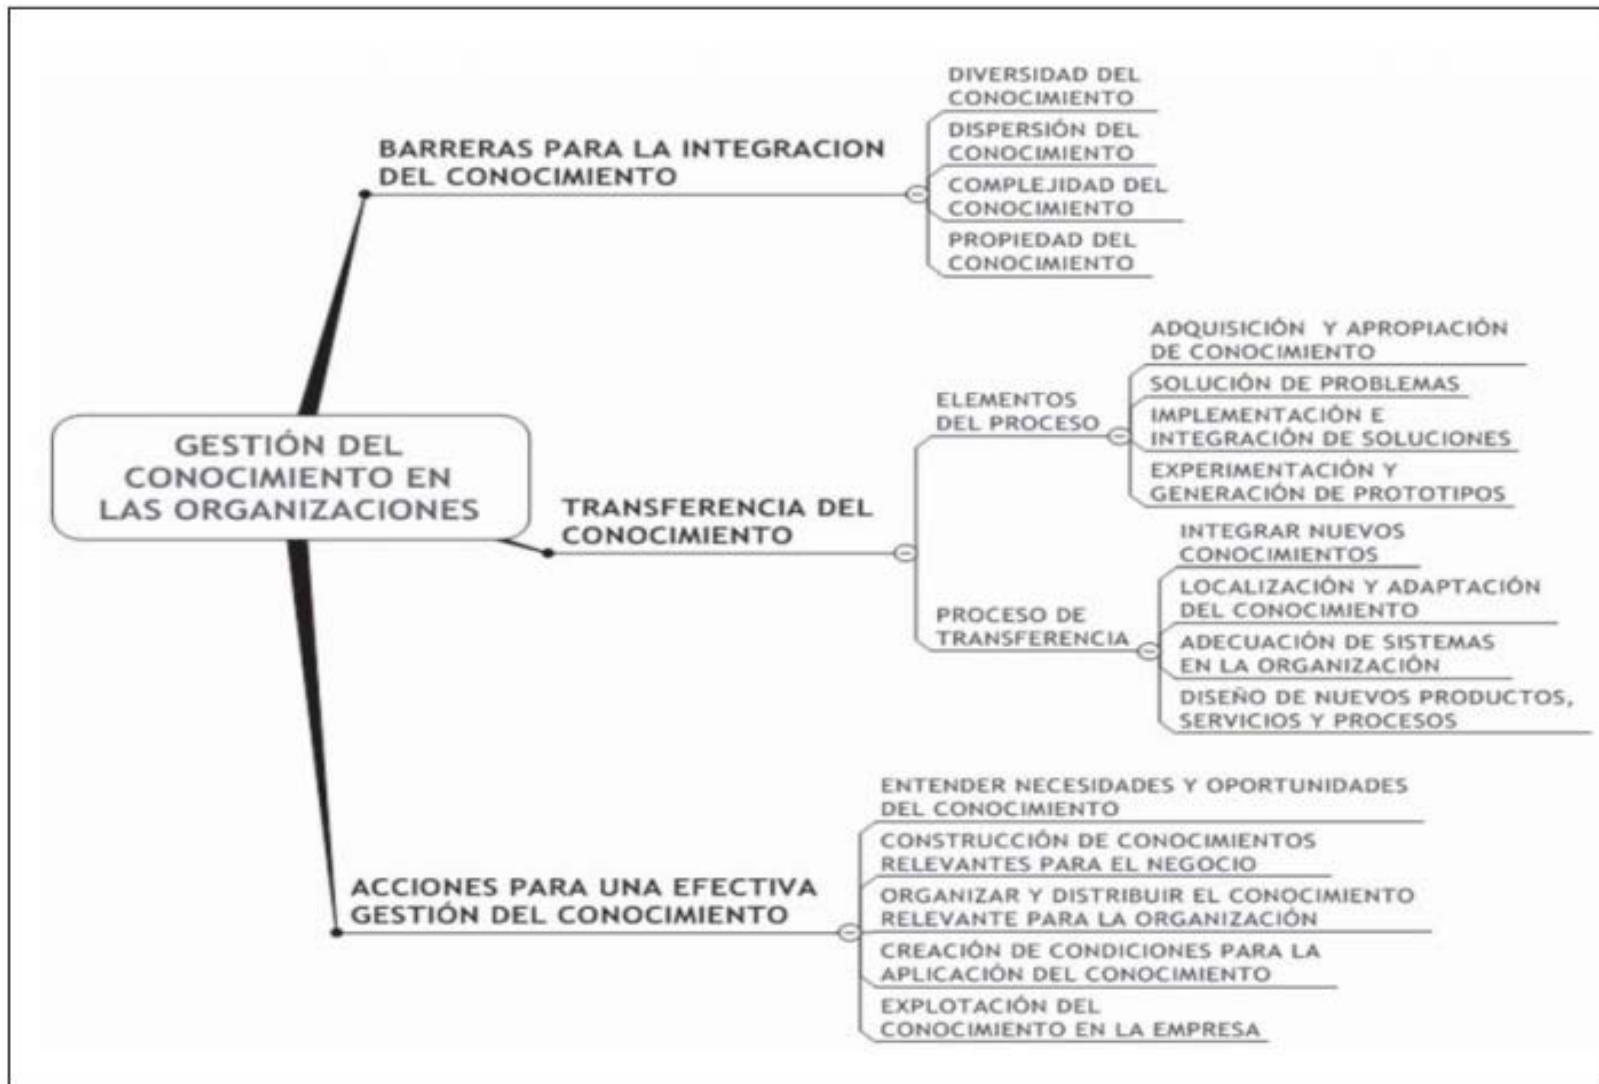 DIVERSIDAD DEL
CONOCIMIENTO
BARRERAS PARA LA INTEGRACION
DEL CONOCIMIENTO
DISPERSIÓN DEL
CONOCIMIENTO
COMPLEJIDAD DEL
CONOCIMIENTO
PROPIEDAD DEL
CONOCIMIENTO
GESTIÓN DEL
CONOCIMIENTO EN
LAS ORGANIZACIONES
TRANSFERENCIA DEL
CONOCIMIENTO
ELEMENTOS
DEL PROCESO
ADQUISICIÓN Y APROPIACIÓN
DE CONOCIMIENTO
SOLUCIÓN DE PROBLEMAS
IMPLEMENTACIÓN E
INTEGRACIÓN DE SOLUCIONES
EXPERIMENTACIÓN Y
GENERACIÓN DE PROTOTIPOS
PROCESO DE
TRANSFERENCIA
INTEGRAR NUEVOS
CONOCIMIENTOS
LOCALIZACIÓN Y ADAPTACIÓN
DEL CONOCIMIENTO
ADECUACIÓN DE SISTEMAS
EN LA ORGANIZACIÓN
DISEÑO DE NUEVOS PRODUCTOS,
SERVICIOS Y PROCESOS
ACCIONES PARA UNA EFECTIVA
GESTIÓN DEL CONOCIMIENTO
ENTENDER NECESIDADES Y OPORTUNIDADES
DEL CONOCIMIENTO
CONSTRUCCIÓN DE CONOCIMIENTOS
RELEVANTES PARA EL NEGOCIO
ORGANIZAR Y DISTRIBUIR EL CONOCIMIENTO
RELEVANTE PARA LA ORGANIZACIÓN
CREACIÓN DE CONDICIONES PARA LA
APLICACIÓN DEL CONOCIMIENTO
EXPLOTACIÓN DEL
CONOCIMIENTO EN LA EMPRESA